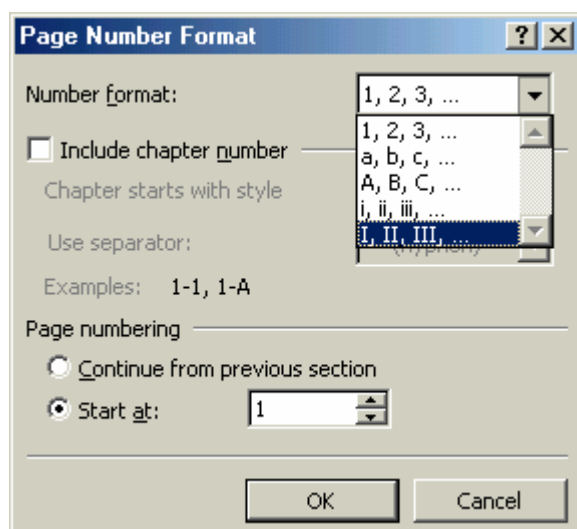 Page Number Format
Number format: 1, 2, 3, ...
1, 2, 3, ...
a, b, c, ...
Include chapter number
A, B, C, ...
Chapter starts with style
i, ii, iii, ...
I, II, III, ...
Use separator: - (hyphen)
Examples: 1-1, 1-A
Page numbering
Continue from previous section
Start at: 1
OK Cancel